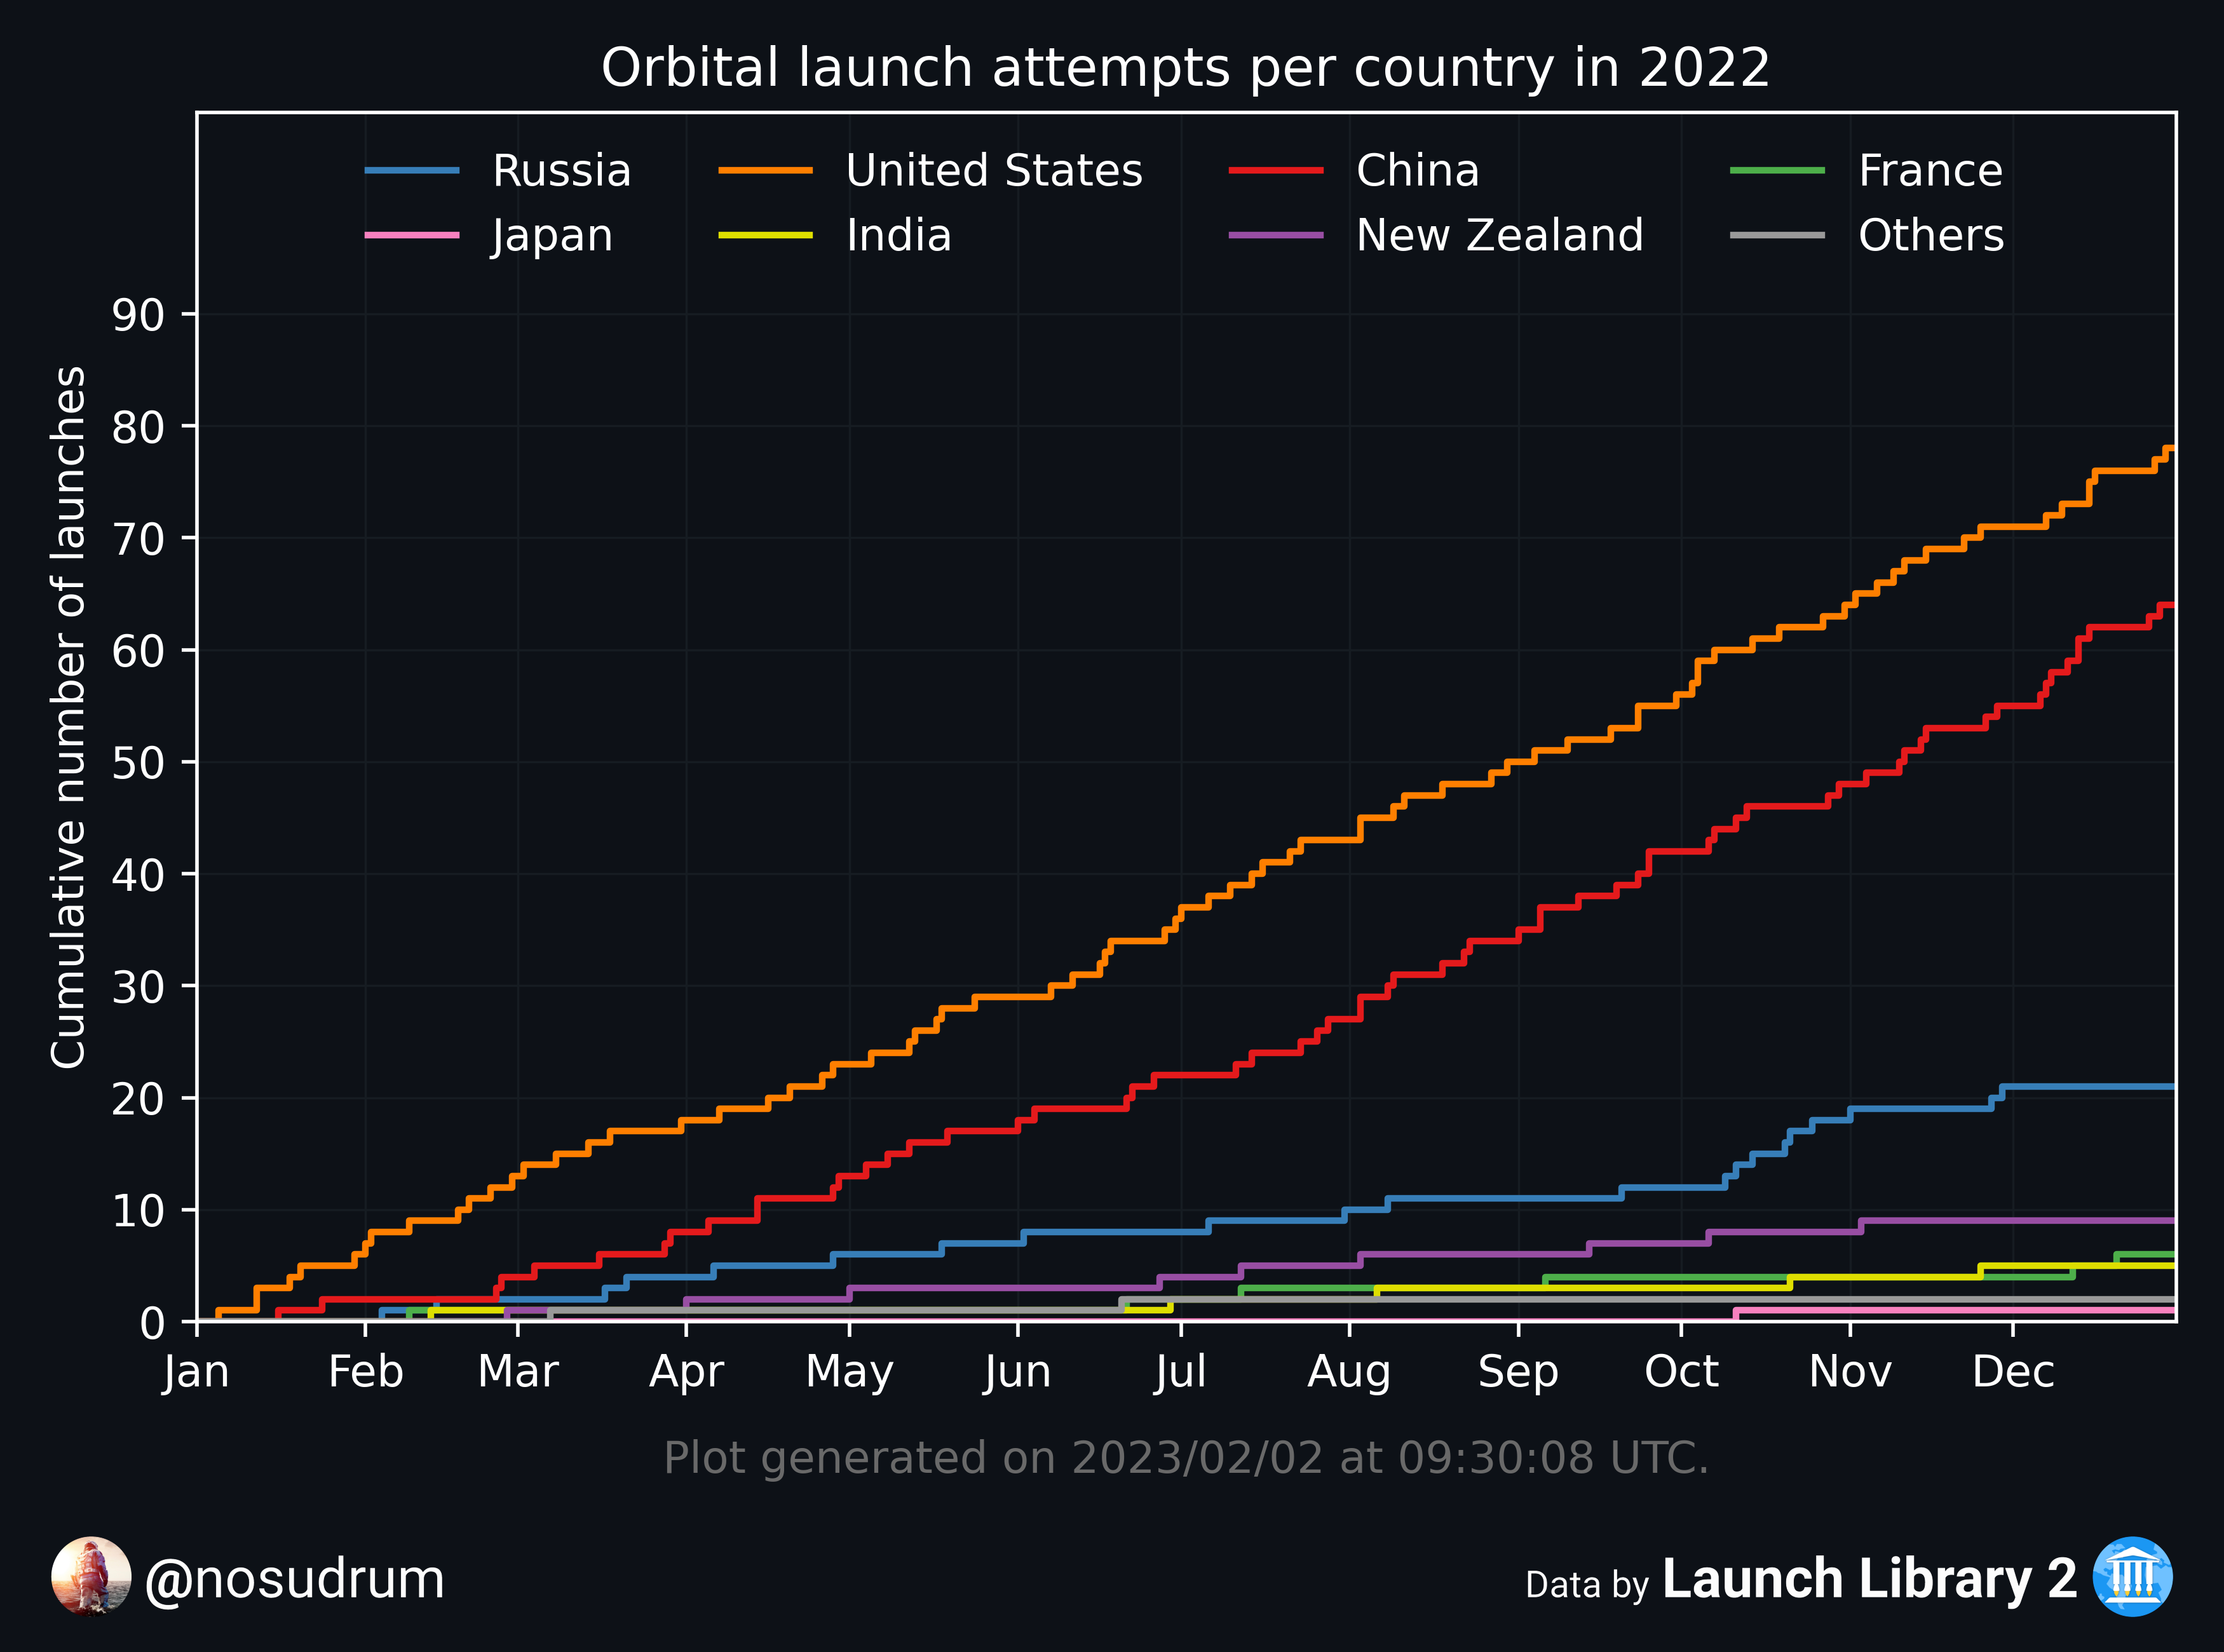 Orbital launch attempts per country in 2022
Russia United States China France
Japan India New Zealand Others
Cumulative number of launches
90
80
70
60
50
40
30
20
10
0
Jan Feb Mar Apr May Jun Jul Aug Sep Oct Nov Dec
Plot generated on 2023/02/02 at 09:30:08 UTC.
@nosudrum
Data by Launch Library 2